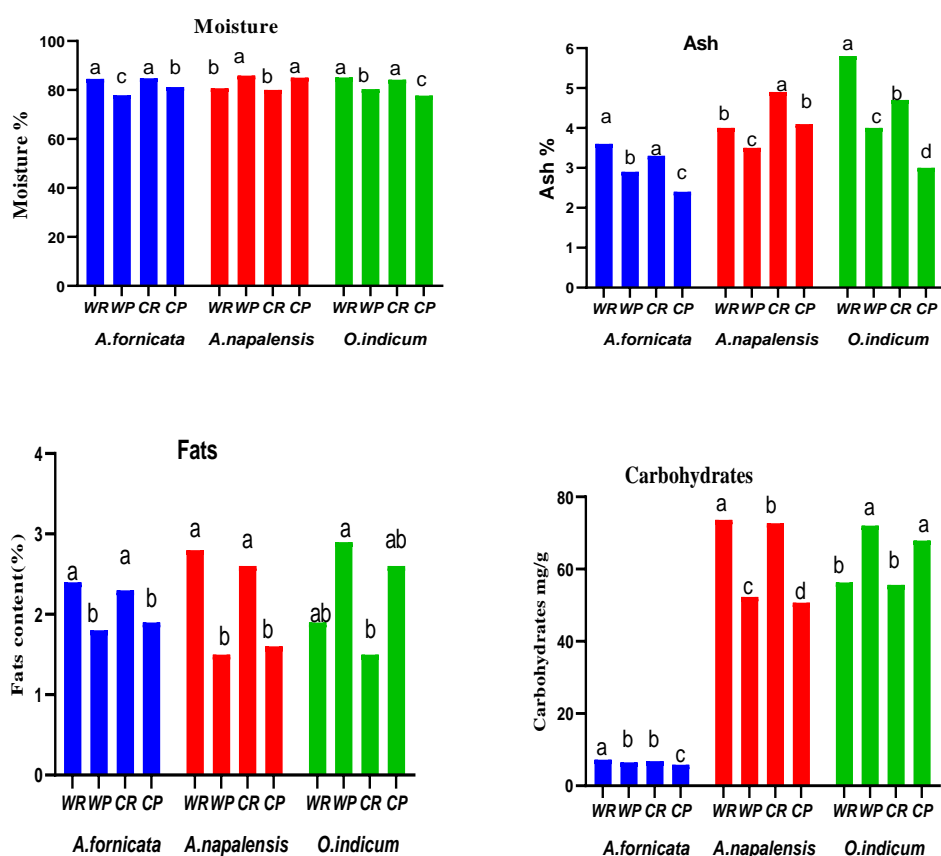 Moisture
Moisture %
100
80
60
40
20
0
a c a b b a b a a b a c
WR WP CR CP WR WP CR CP WR WP CR CP
A.fornicata A.napalensis O.indicum
Ash
Ash %
6
5
4
3
2
1
0
a b a c b c a b a c b d
WR WP CR CP WR WP CR CP WR WP CR CP
A.fornicata A.napalensis O.indicum
Fats
Fats content(%)
4
3
2
1
0
a b a b a b a b ab a b ab
WR WP CR CP WR WP CR CP WR WP CR CP
A.fornicata A.napalensis O.indicum
Carbohydrates
Carbohydrates mg/g
80
60
40
20
0
a b b c a c b d b a b a
WR WP CR CP WR WP CR CP WR WP CR CP
A.fornicata A.napalensis O.indicum